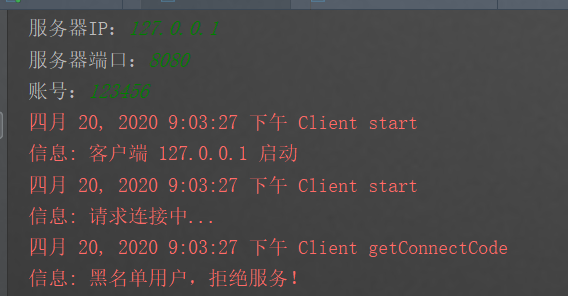 服务器IP：127.0.0.1
服务器端口：8080
账号：123456
四月 20, 2020 9:03:27 下午 Client start
信息: 客户端 127.0.0.1 启动
四月 20, 2020 9:03:27 下午 Client start
信息: 请求连接中...
四月 20, 2020 9:03:27 下午 Client getConnectCode
信息: 黑名单用户，拒绝服务！